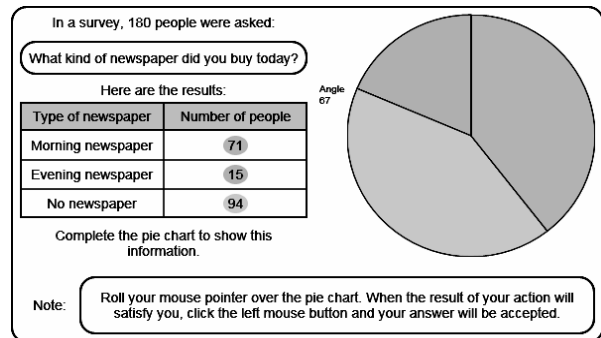 In a survey, 180 people were asked:
What kind of newspaper did you buy today?
Here are the results:
Type of newspaper Number of people
Morning newspaper 71
Evening newspaper 15
No newspaper 94
Complete the pie chart to show this
information.
Angle
67
Note:
Roll your mouse pointer over the pie chart. When the result of your action will
satisfy you, click the left mouse button and your answer will be accepted.